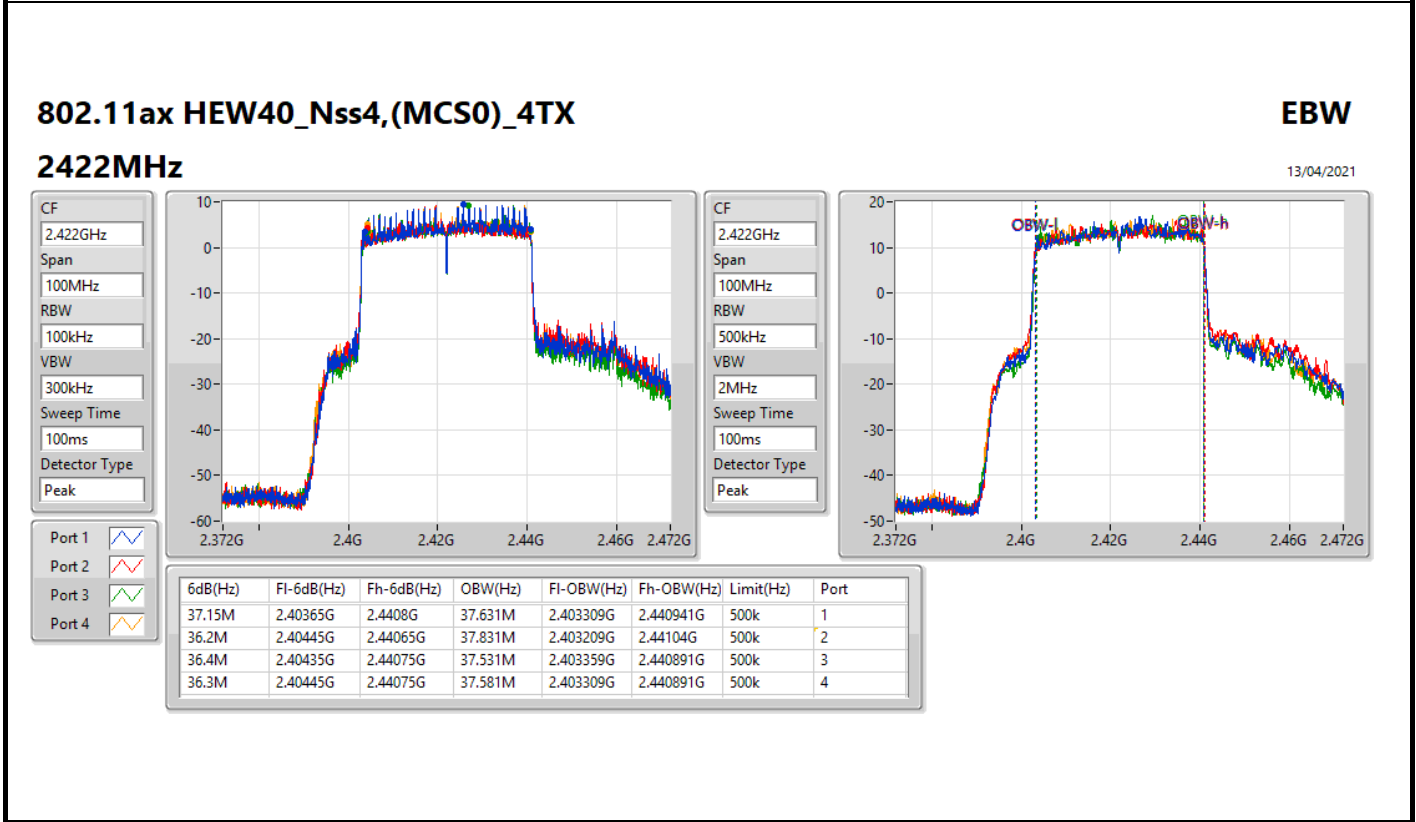 802.11ax HEW40_Nss4,(MCS0)_4TX
EBW
2422MHz
13/04/2021
CF
2.422GHz
Span
100MHz
RBW
100kHz
VBW
300kHz
Sweep Time
100ms
Detector Type
Peak
10
0
-10
-20
-30
-40
-50
-60
2.372G 2.4G 2.42G 2.44G 2.46G 2.472G
CF
2.422GHz
Span
100MHz
RBW
500kHz
VBW
2MHz
Sweep Time
100ms
Detector Type
Peak
20
10
0
-10
-20
-30
-40
-50
OBW-l OBW-h
2.372G 2.4G 2.42G 2.44G 2.46G 2.472G
Port 1
Port 2
Port 3
Port 4
6dB(Hz) Fl-6dB(Hz) Fh-6dB(Hz) OBW(Hz) Fl-OBW(Hz) Fh-OBW(Hz) Limit(Hz) Port
37.15M 2.40365G 2.4408G 37.631M 2.403309G 2.440941G 500k 1
36.2M 2.40445G 2.44065G 37.831M 2.403209G 2.44104G 500k 2
36.4M 2.40435G 2.44075G 37.531M 2.403359G 2.440891G 500k 3
36.3M 2.40445G 2.44075G 37.581M 2.403309G 2.440891G 500k 4